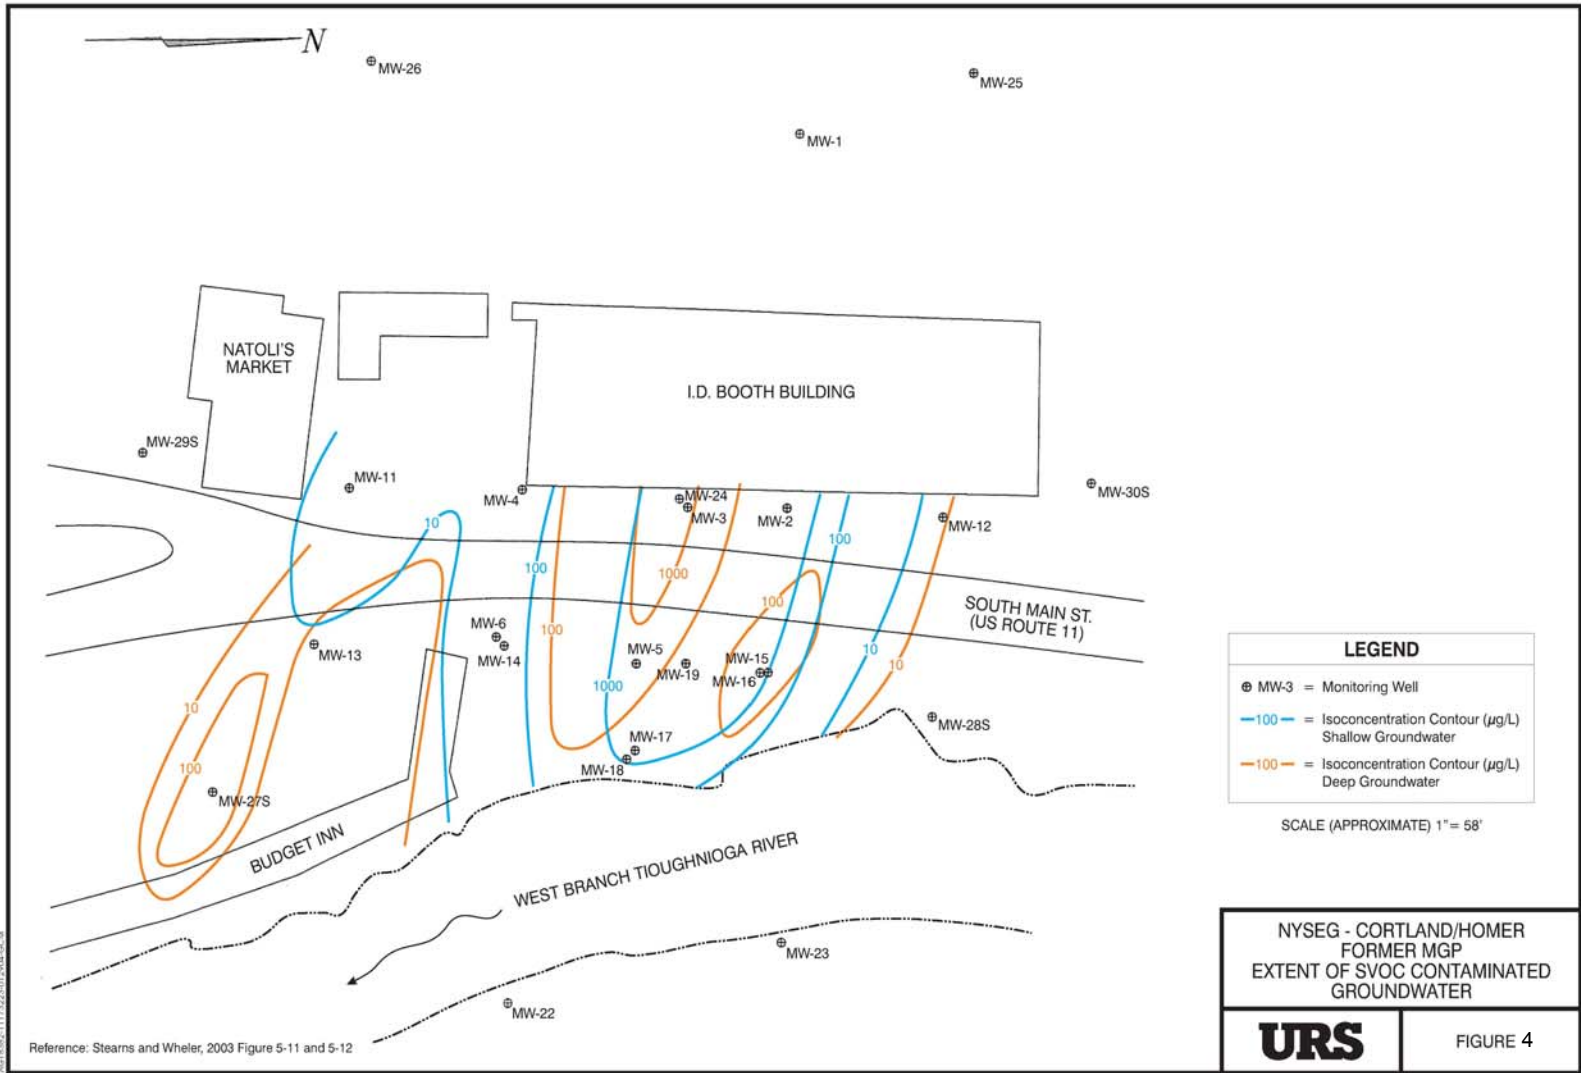 N
MW-26
MW-25
MW-1
NATOLI'S
MARKET
I.D. BOOTH BUILDING
MW-29S
MW-11
MW-4
MW-24
MW-3
MW-2
MW-30S
MW-12
10
100
100
1000
SOUTH MAIN ST.
(US ROUTE 11)
100
100
MW-6
MW-14
MW-13
MW-5
MW-19
MW-15
MW-16
10
10
1000
10
MW-28S
MW-17
MW-18
100
MW-27S
BUDGET INN
WEST BRANCH TIOUGHNIOGA RIVER
MW-23
MW-22
LEGEND
MW-3 = Monitoring Well
100 = Isoconcentration Contour (µg/L)
Shallow Groundwater
100 = Isoconcentration Contour (µg/L)
Deep Groundwater
SCALE (APPROXIMATE) 1"= 58'
NYSEG - CORTLAND/HOMER
FORMER MGP
EXTENT OF SVOC CONTAMINATED
GROUNDWATER
URS
FIGURE 4
Reference: Stearns and Wheler, 2003 Figure 5-11 and 5-12